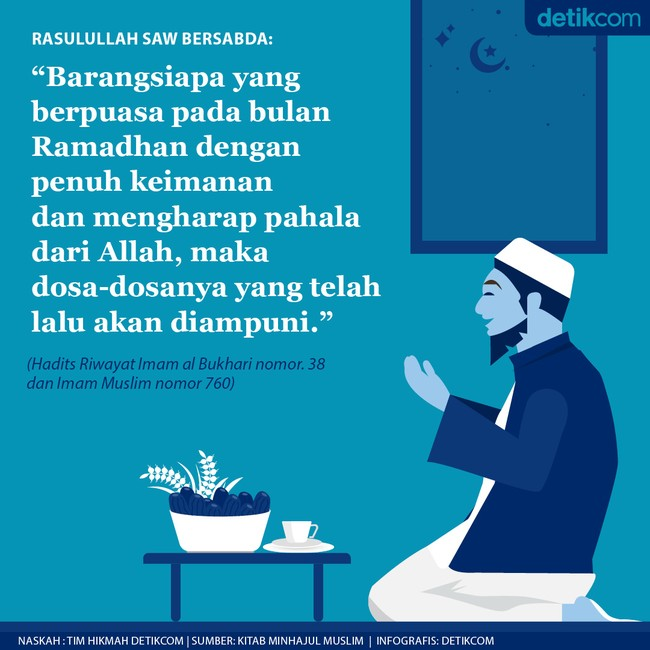 detikcom
RASULULLAH SAW BERSABDA:
“Barangsiapa yang
berpuasa pada bulan
Ramadhan dengan
penuh keimanan
dan mengharap pahala
dari Allah, maka
dosa-dosanya yang telah
lalu akan diampuni.”
(Hadits Riwayat Imam al Bukhari nomor. 38
dan Imam Muslim nomor 760)
NASKAH : TIM HIKMAH DETIKCOM | SUMBER: KITAB MINHAJUL MUSLIM | INFOGRAFIS: DETIKCOM